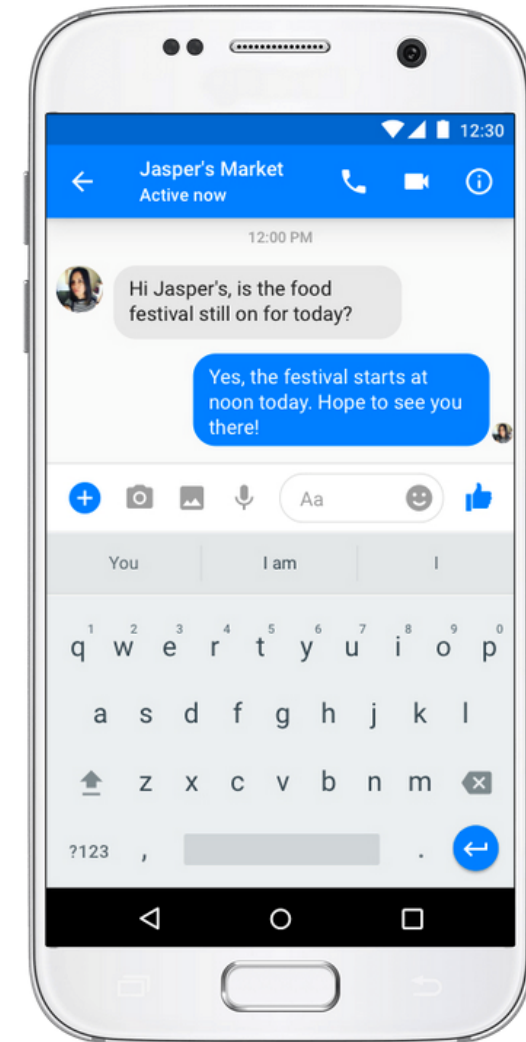 12:30
Jasper's Market
Active now
12:00 PM
Hi Jasper's, is the food
festival still on for today?
Yes, the festival starts at
noon today. Hope to see you
there!
Aa
You I am I
1 2 3 4 5 6 7 8 9 0
q w e r t y u i o p
a s d f g h j k l
z x c v b n m
?123 , .